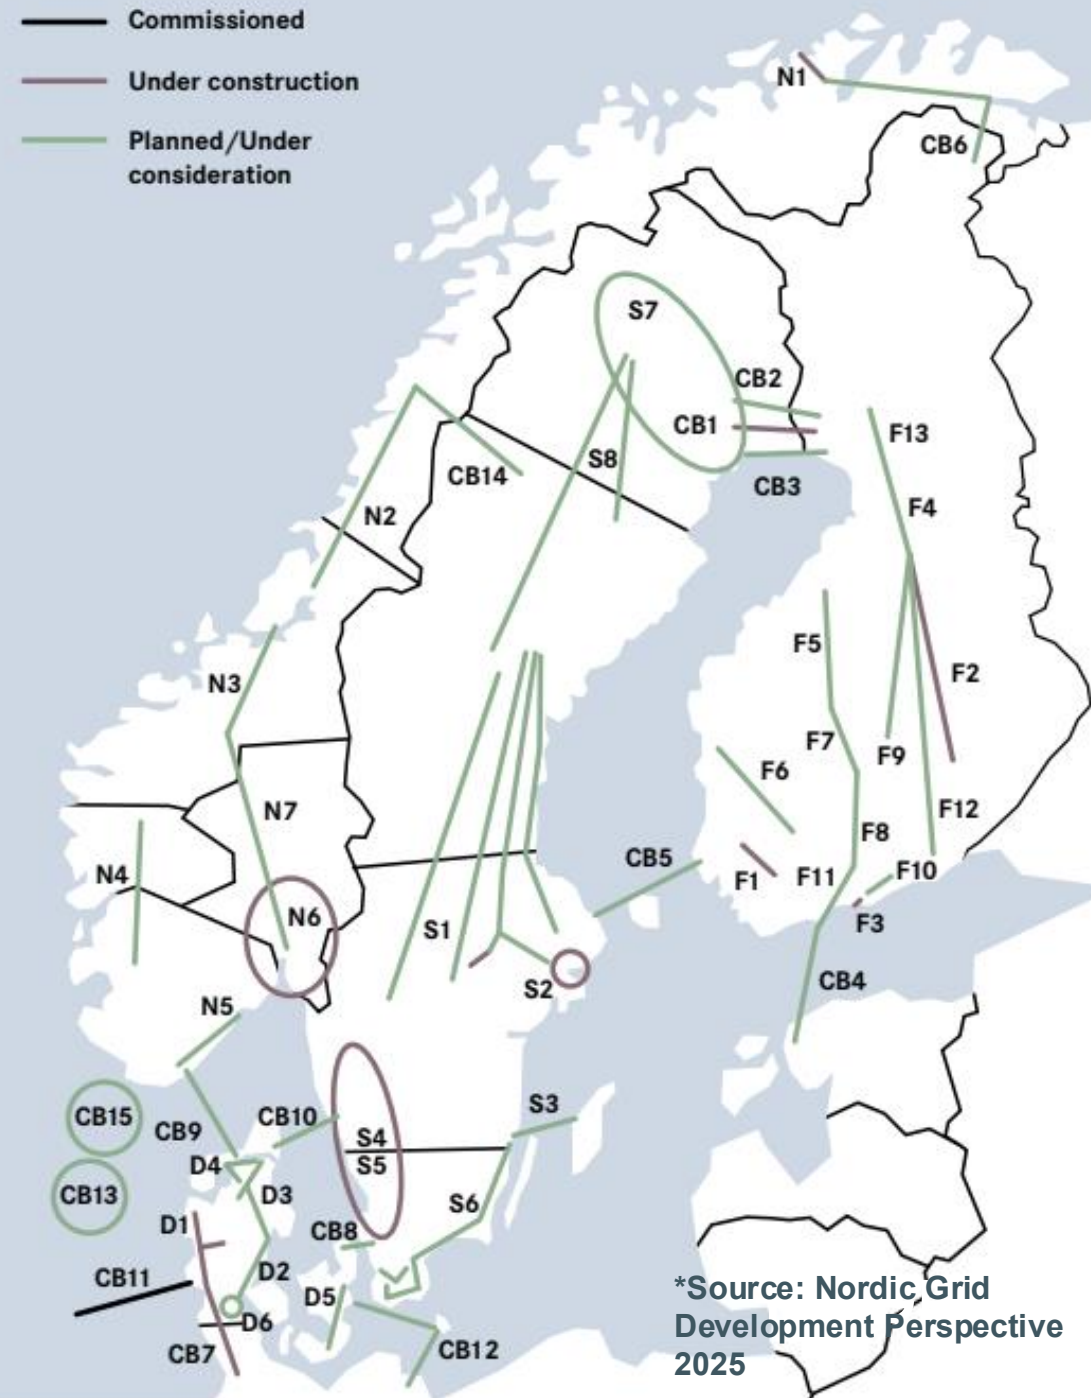 Commissioned
Under construction
Planned/Under
consideration
N1
CB6
S7
CB2
CB1
F13
S8
CB14
CB3
F4
N2
F5
F2
N3
F7
F9
F6
N7
F12
F8
CB5
F10
N4
F1
F11
N6
F3
S1
CB4
S2
N5
S3
CB15
CB10
CB9
S4
D4
S5
CB13
D3
S6
D1
CB8
D2
CB11
D5
*Source: Nordic Grid
Development Perspective
2025
D6
CB7
CB12